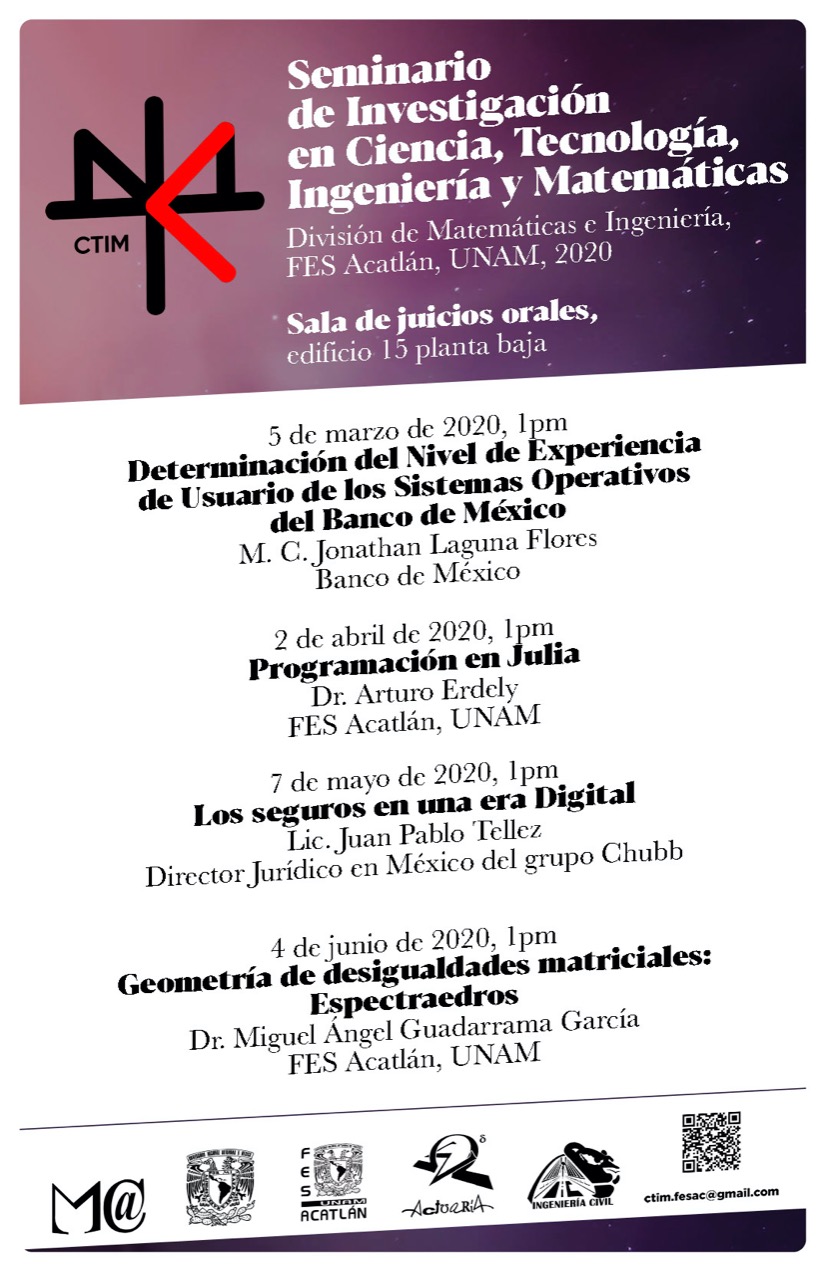 Seminario
de Investigación
en Ciencia, Tecnología,
Ingeniería y Matemáticas
División de Matemáticas e Ingeniería,
FES Acatlán, UNAM, 2020
CTIM
Sala de juicios orales,
edificio 15 planta baja
5 de marzo de 2020, 1pm
Determinación del Nivel de Experiencia
de Usuario de los Sistemas Operativos
del Banco de México
M. C. Jonathan Laguna Flores
Banco de México
2 de abril de 2020, 1pm
Programación en Julia
Dr. Arturo Erdely
FES Acatlán, UNAM
7 de mayo de 2020, 1pm
Los seguros en una era Digital
Lic. Juan Pablo Tellez
Director Jurídico en México del grupo Chubb
4 de junio de 2020, 1pm
Geometría de desigualdades matriciales:
Espectraedros
Dr. Miguel Ángel Guadarrama García
FES Acatlán, UNAM
M@
FES
UNAM
ACATLÁN
ActuaríA
INGENIERÍA CIVIL
ctim.fesac@gmail.com